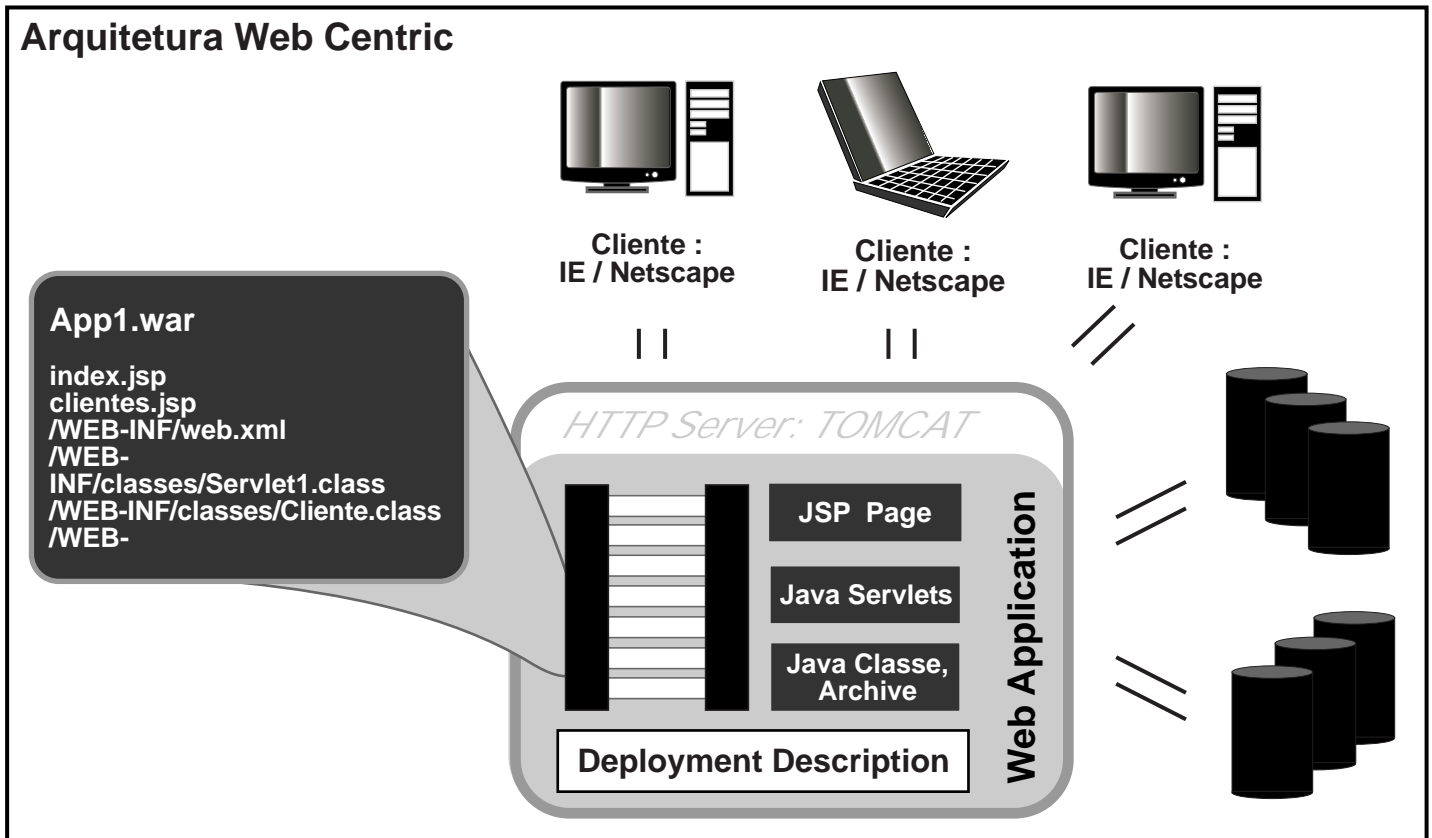 Arquitetura Web Centric
Cliente :
IE / Netscape
Cliente :
IE / Netscape
Cliente :
IE / Netscape
App1.war
index.jsp
clientes.jsp
/WEB-INF/web.xml
/WEB-
INF/classes/Servlet1.class
/WEB-INF/classes/Cliente.class
/WEB-
HTTP Server: TOMCAT
JSP Page
Java Servlets
Java Classe,
Archive
Web Application
Deployment Description